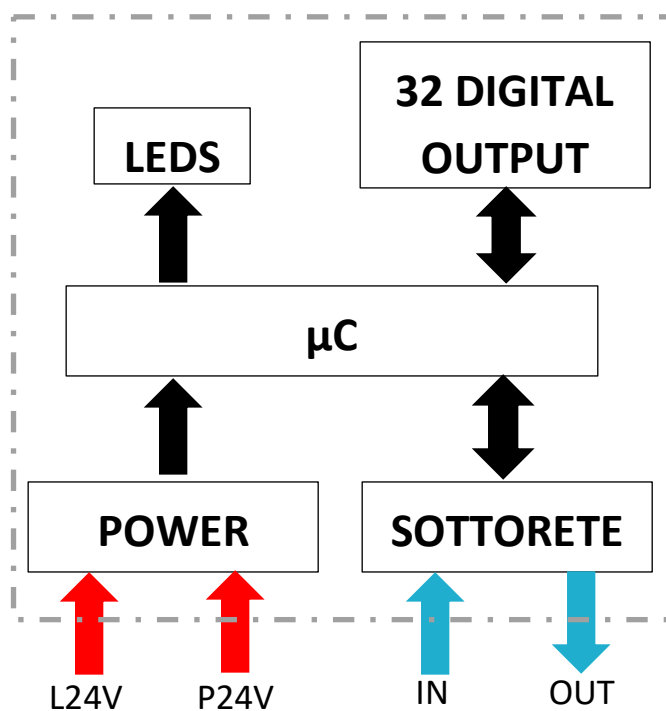 32 DIGITAL
OUTPUT
LEDS
µC
POWER
SOTTORETE
L24V
P24V
IN
OUT